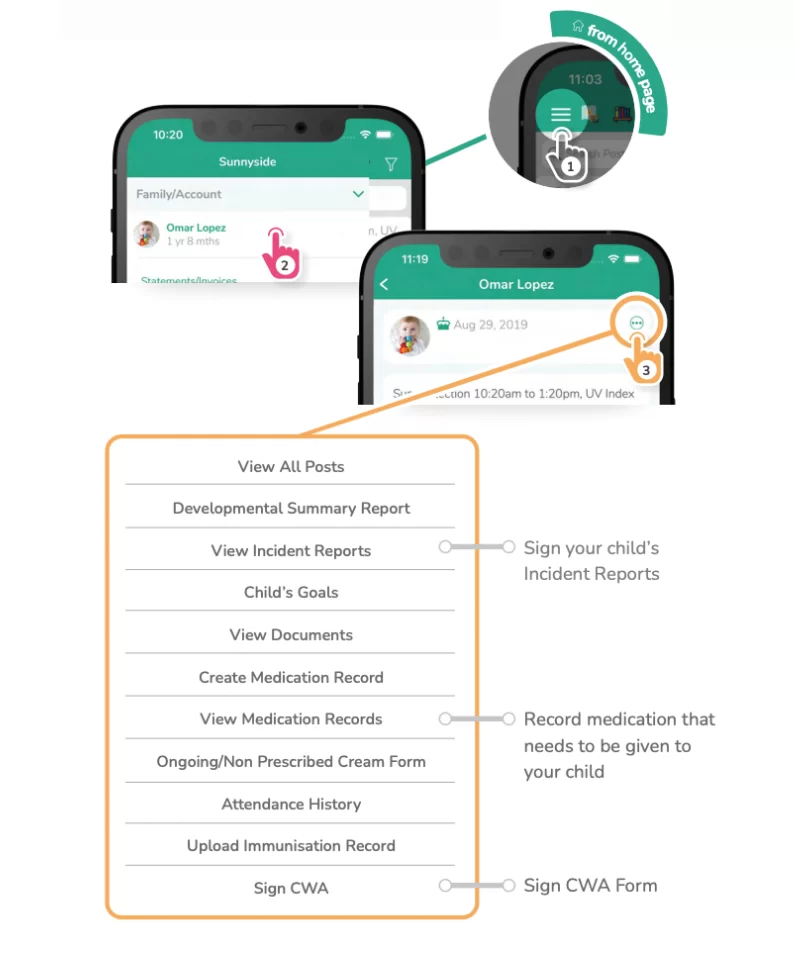 from home page
11:03
1
10:20
Sunnyside
Family/Account
Omar Lopez
1 yr 8 mths
n, UV
2
Statements/Invoices
11:19
Omar Lopez
Aug 29, 2019
3
10:20am to 1:20pm, UV Index
View All Posts
Developmental Summary Report
View Incident Reports
Sign your child's
Incident Reports
Child's Goals
View Documents
Create Medication Record
View Medication Records
Record medication that
needs to be given to
your child
Ongoing/Non Prescribed Cream Form
Attendance History
Upload Immunisation Record
Sign CWA
Sign CWA Form